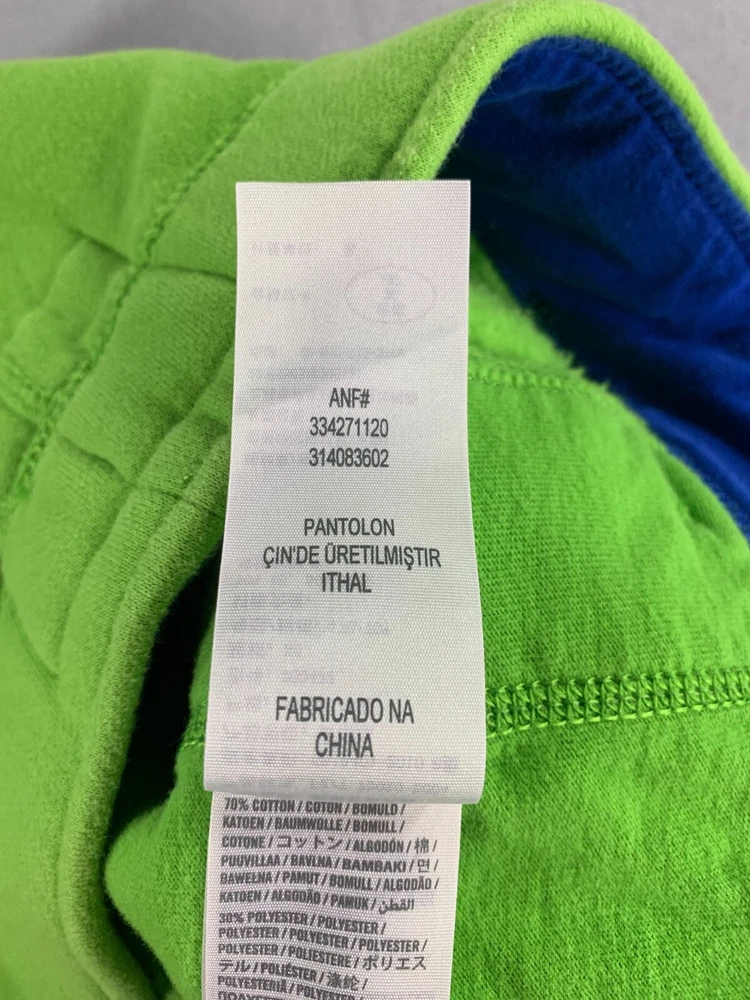 ANF#
334271120
314083602
PANTOLON
ÇIN'DE ÜRETILMIŞTIR
ITHAL
FABRICADO NA
CHINA
70% COTTON / COTON / BOMULD /
KATOEN / BAUMWOLLE / BOMULL /
COTONE / コットン / ALGODÓN / 棉 /
PUUVILLAA / BAVLNA / BAMBAKI / 면 /
BAWEŁNA / PAMUT / BOMULL / ALGODÃO /
KATOEN / ALGODÃO / PAMUK / القطن
30% POLYESTER / POLYESTER /
POLYESTER / POLYESTER / POLYESTER /
POLYESTER / POLIESTERE / ポリエス
テル / POLIÉSTER / 涤纶 /